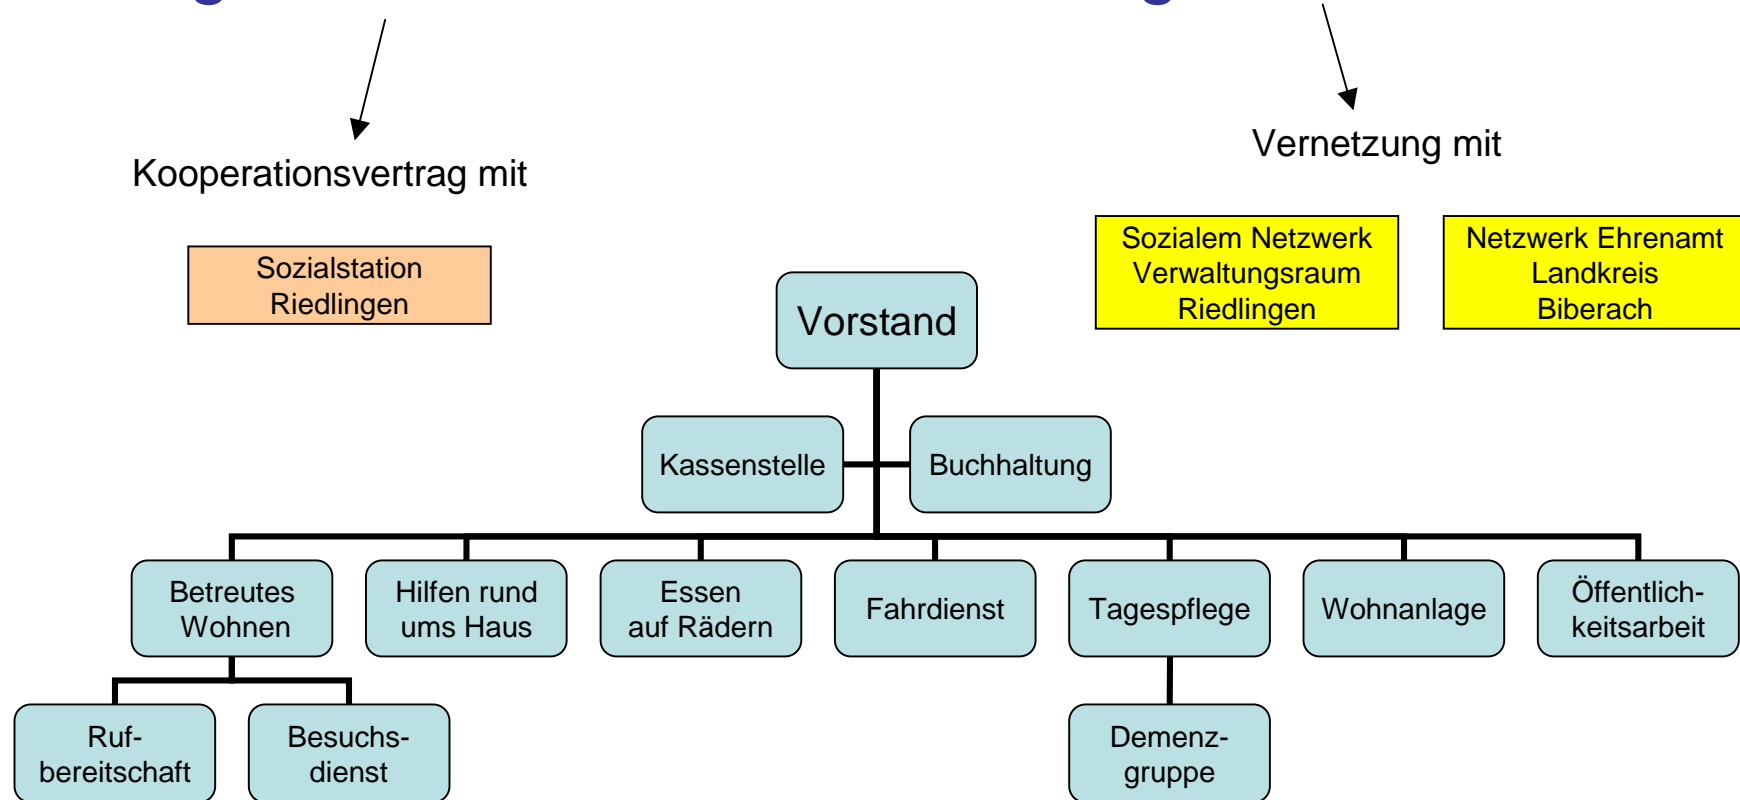 Kooperationsvertrag mit
Vernetzung mit
Sozialstation
Riedlingen
Sozialem Netzwerk
Verwaltungsraum
Riedlingen
Netzwerk Ehrenamt
Landkreis
Biberach
Vorstand
Kassenstelle
Buchhaltung
Betreutes
Wohnen
Hilfen rund
ums Haus
Essen
auf Rädern
Fahrdienst
Tagespflege
Wohnanlage
Öffentlich-
keitsarbeit
Ruf-
bereitschaft
Besuchs-
dienst
Demenz-
gruppe